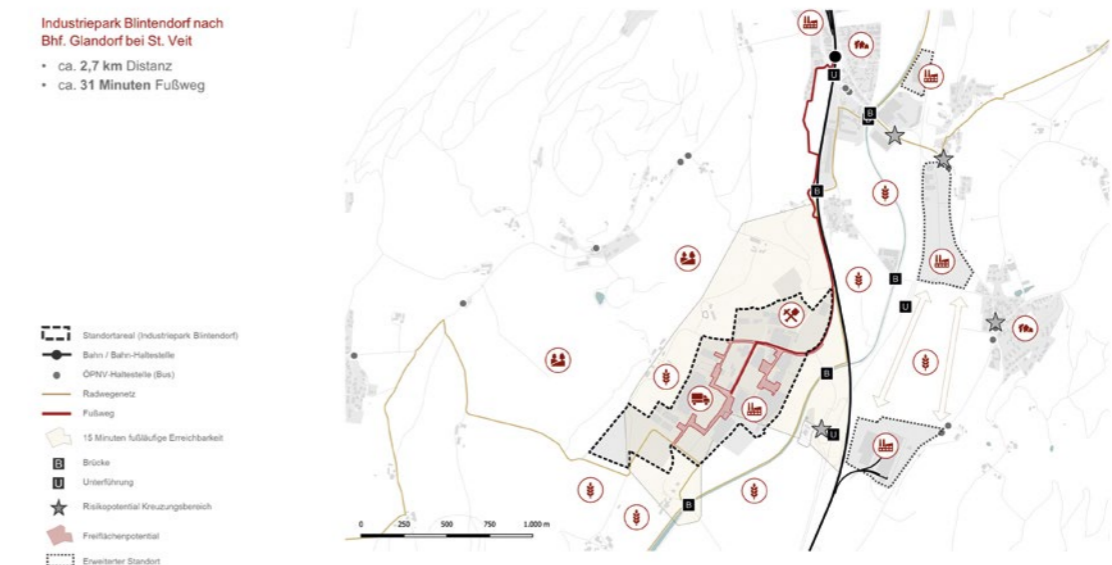 Industriepark Blintendorf nach
Bhf. Glandorf bei St. Veit
• ca. 2,7 km Distanz
• ca. 31 Minuten Fußweg
Standortareal (Industriepark Blintendorf)
Bahn / Bahn-Haltestelle
ÖPNV-Haltestelle (Bus)
Radwegenetz
Fußweg
15 Minuten fußläufige Erreichbarkeit
B Brücke
U Unterführung
Risikopotential Kreuzungsbereich
Freiflächenpotential
Erweiterter Standort
U
B
B
B
B
U
B
U
B
0 250 500 750 1.000 m